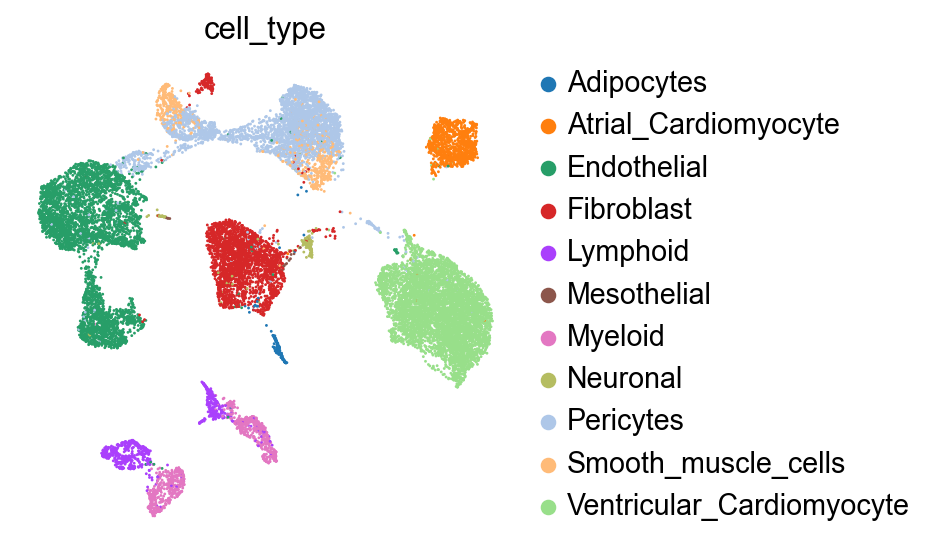 cell_type
Adipocytes
Atrial_Cardiomyocyte
Endothelial
Fibroblast
Lymphoid
Mesothelial
Myeloid
Neuronal
Pericytes
Smooth_muscle_cells
Ventricular_Cardiomyocyte